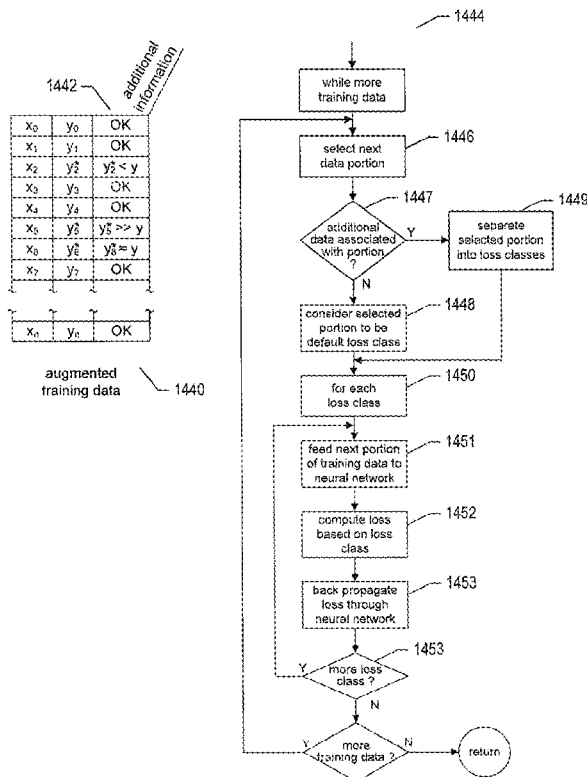 1444
additional
information
1442
x₀ y₀ OK
x₁ y₁ OK
x₂ y₂* y₂* < y
x₃ y₃ OK
x₄ y₄ OK
x₅ y₅* y₅* >> y
x₆ y₆* y₆* ≈ y
x₇ y₇ OK
OK
augmented
training data
1440
while more
training data
select next
data portion
1446
additional
data associated
with portion
?
1447
Y
N
separate
selected portion
into loss classes
1449
consider selected
portion to be
default loss class
1448
for each
loss class
1450
feed next portion
of training data to
neural network
1451
compute loss
based on loss
class
1452
back propagate
loss through
neural network
1453
more loss
class ?
1453
Y
N
more
training data ?
Y
N
return